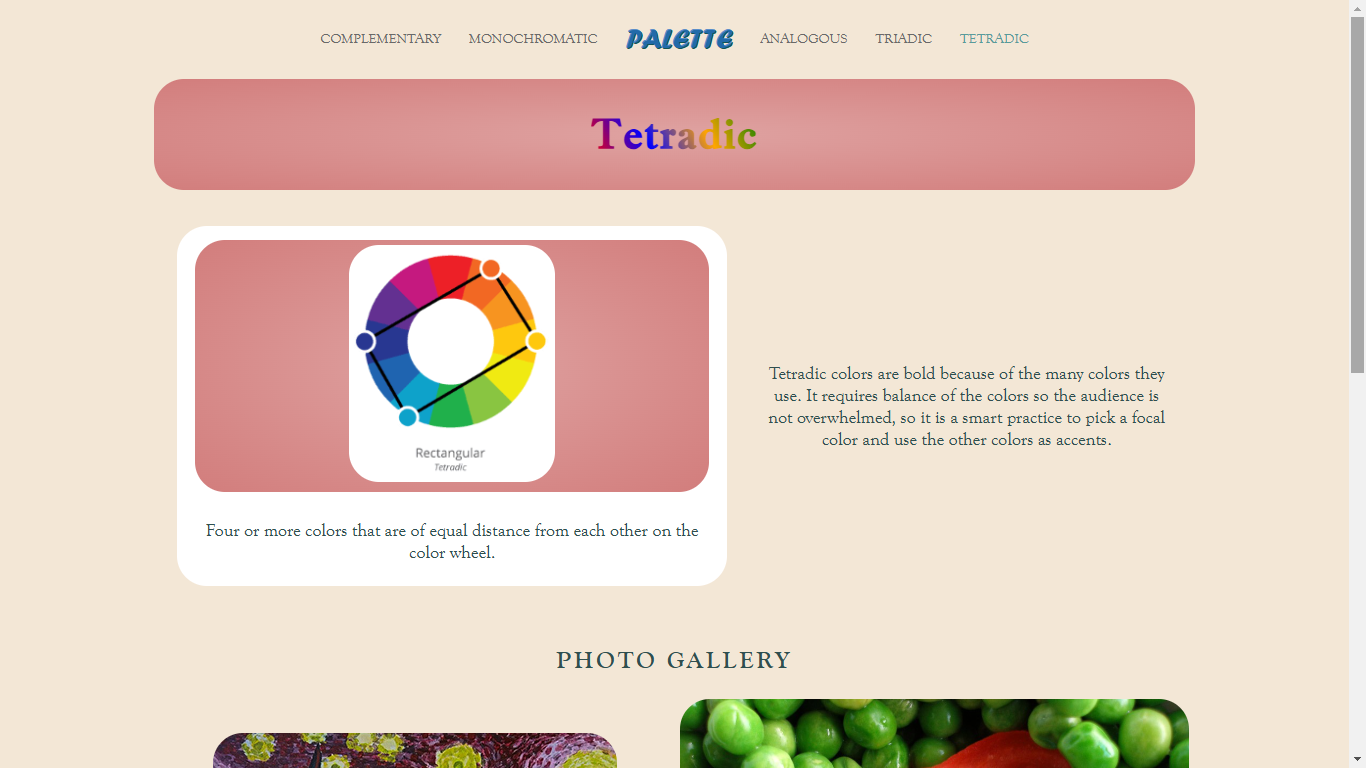 COMPLEMENTARY MONOCHROMATIC PALETTE ANALOGOUS TRIADIC TETRADIC
Tetradic
Rectangular
Tetradic
Four or more colors that are of equal distance from each other on the
color wheel.
Tetradic colors are bold because of the many colors they
use. It requires balance of the colors so the audience is
not overwhelmed, so it is a smart practice to pick a focal
color and use the other colors as accents.
PHOTO GALLERY